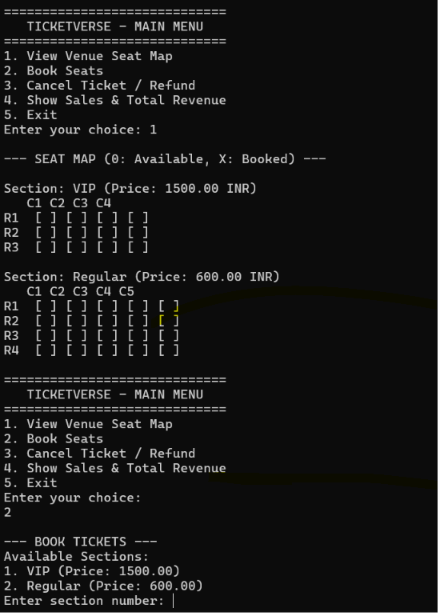 ==============================
TICKETVERSE - MAIN MENU
==============================
1. View Venue Seat Map
2. Book Seats
3. Cancel Ticket / Refund
4. Show Sales & Total Revenue
5. Exit
Enter your choice: 1
--- SEAT MAP (0: Available, X: Booked) ---
Section: VIP (Price: 1500.00 INR)
C1 C2 C3 C4
R1 [ ] [ ] [ ] [ ]
R2 [ ] [ ] [ ] [ ]
R3 [ ] [ ] [ ] [ ]
Section: Regular (Price: 600.00 INR)
C1 C2 C3 C4 C5
R1 [ ] [ ] [ ] [ ] [ ]
R2 [ ] [ ] [ ] [ ] [ ]
R3 [ ] [ ] [ ] [ ] [ ]
R4 [ ] [ ] [ ] [ ] [ ]
==============================
TICKETVERSE - MAIN MENU
==============================
1. View Venue Seat Map
2. Book Seats
3. Cancel Ticket / Refund
4. Show Sales & Total Revenue
5. Exit
Enter your choice:
2
--- BOOK TICKETS ---
Available Sections:
1. VIP (Price: 1500.00)
2. Regular (Price: 600.00)
Enter section number: